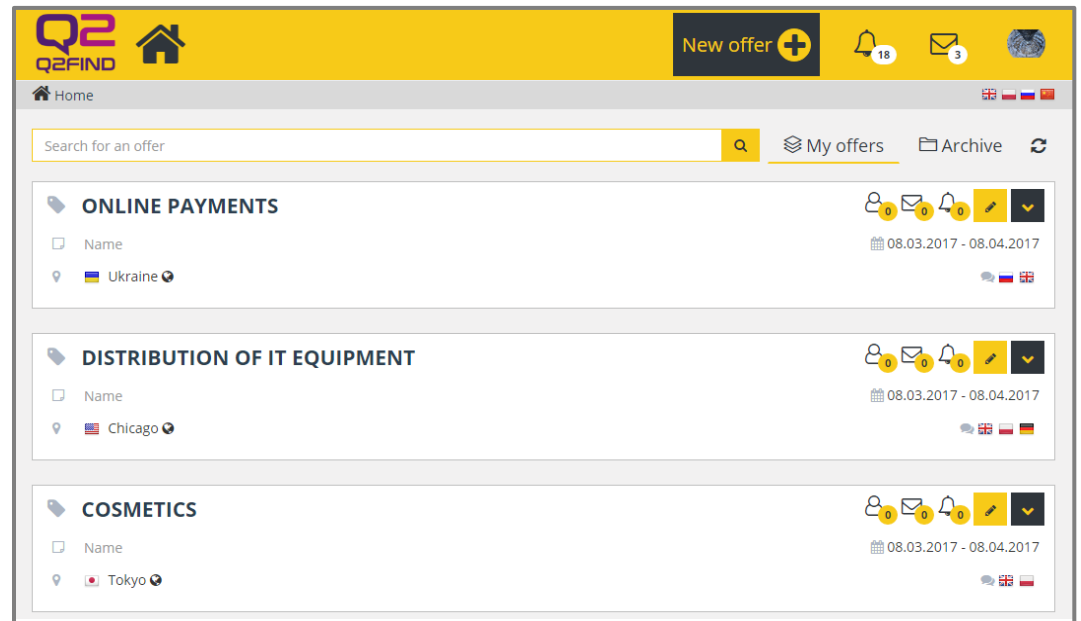 Q2
Q2FIND
New offer
18
3
Home
Search for an offer
My offers
Archive
ONLINE PAYMENTS
0 0 0
Name
08.03.2017 - 08.04.2017
Ukraine
DISTRIBUTION OF IT EQUIPMENT
0 0 0
Name
08.03.2017 - 08.04.2017
Chicago
COSMETICS
0 0 0
Name
08.03.2017 - 08.04.2017
Tokyo